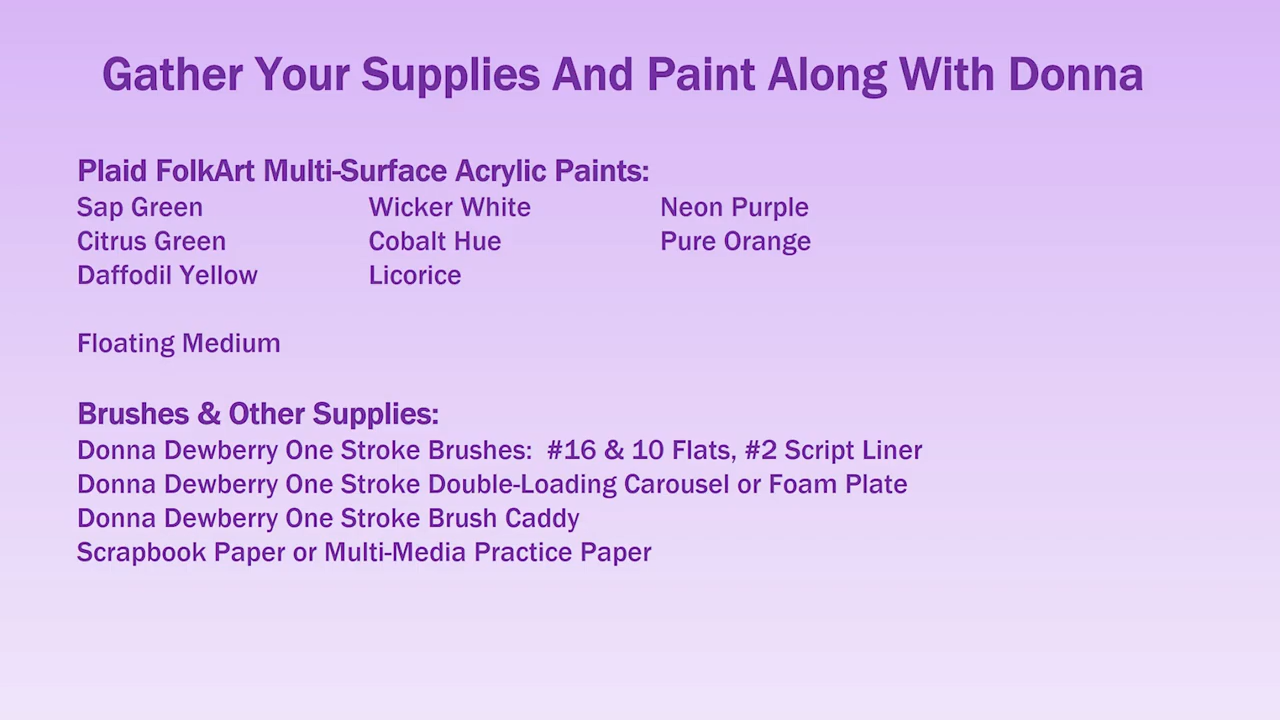 Gather Your Supplies And Paint Along With Donna
Plaid FolkArt Multi-Surface Acrylic Paints:
Sap Green Wicker White Neon Purple
Citrus Green Cobalt Hue Pure Orange
Daffodil Yellow Licorice
Floating Medium
Brushes & Other Supplies:
Donna Dewberry One Stroke Brushes: #16 & 10 Flats, #2 Script Liner
Donna Dewberry One Stroke Double-Loading Carousel or Foam Plate
Donna Dewberry One Stroke Brush Caddy
Scrapbook Paper or Multi-Media Practice Paper